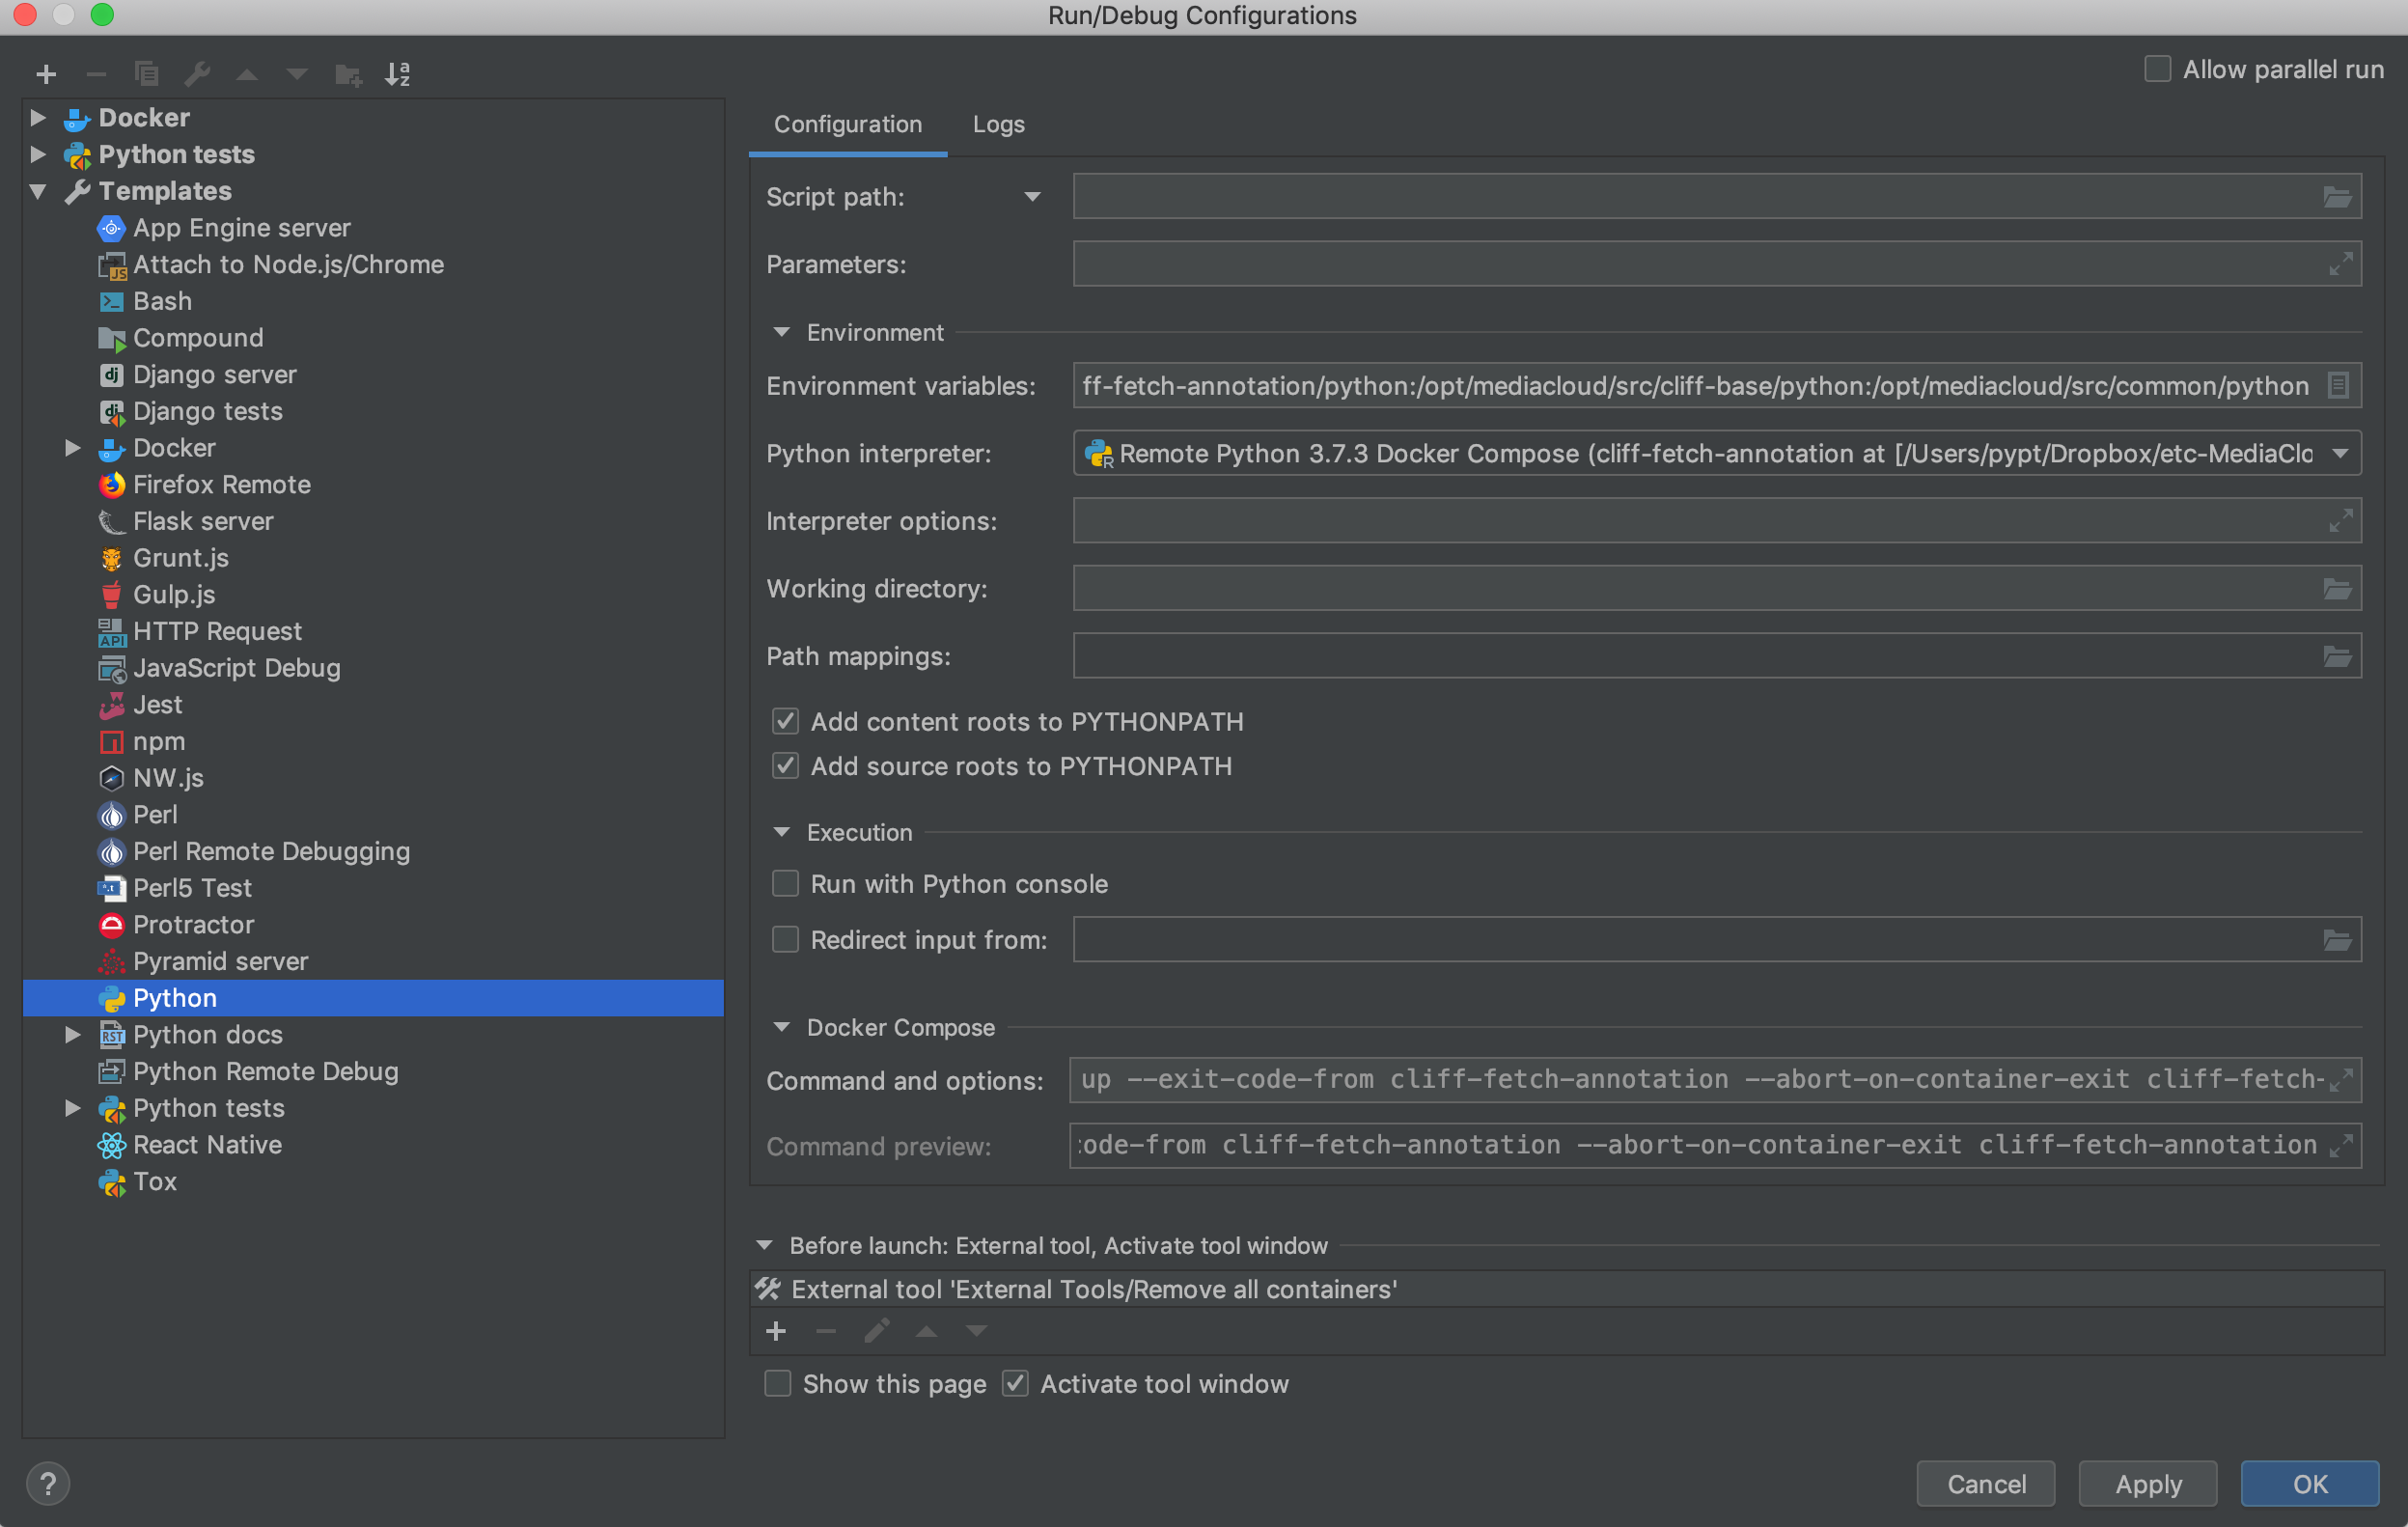 Run/Debug Configurations
Allow parallel run
Docker
Python tests
Templates
App Engine server
Attach to Node.js/Chrome
Bash
Compound
Django server
Django tests
Docker
Firefox Remote
Flask server
Grunt.js
Gulp.js
HTTP Request
JavaScript Debug
Jest
npm
NW.js
Perl
Perl Remote Debugging
Perl5 Test
Protractor
Pyramid server
Python
Python docs
Python Remote Debug
Python tests
React Native
Tox
Configuration Logs
Script path:
Parameters:
Environment
Environment variables: ff-fetch-annotation/python:/opt/mediacloud/src/cliff-base/python:/opt/mediacloud/src/common/python
Python interpreter: Remote Python 3.7.3 Docker Compose (cliff-fetch-annotation at [/Users/pypt/Dropbox/etc-MediaClo
Interpreter options:
Working directory:
Path mappings:
Add content roots to PYTHONPATH
Add source roots to PYTHONPATH
Execution
Run with Python console
Redirect input from:
Docker Compose
Command and options: up --exit-code-from cliff-fetch-annotation --abort-on-container-exit cliff-fetch-
Command preview: :ode-from cliff-fetch-annotation --abort-on-container-exit cliff-fetch-annotation
Before launch: External tool, Activate tool window
External tool 'External Tools/Remove all containers'
Show this page Activate tool window
? Cancel Apply OK